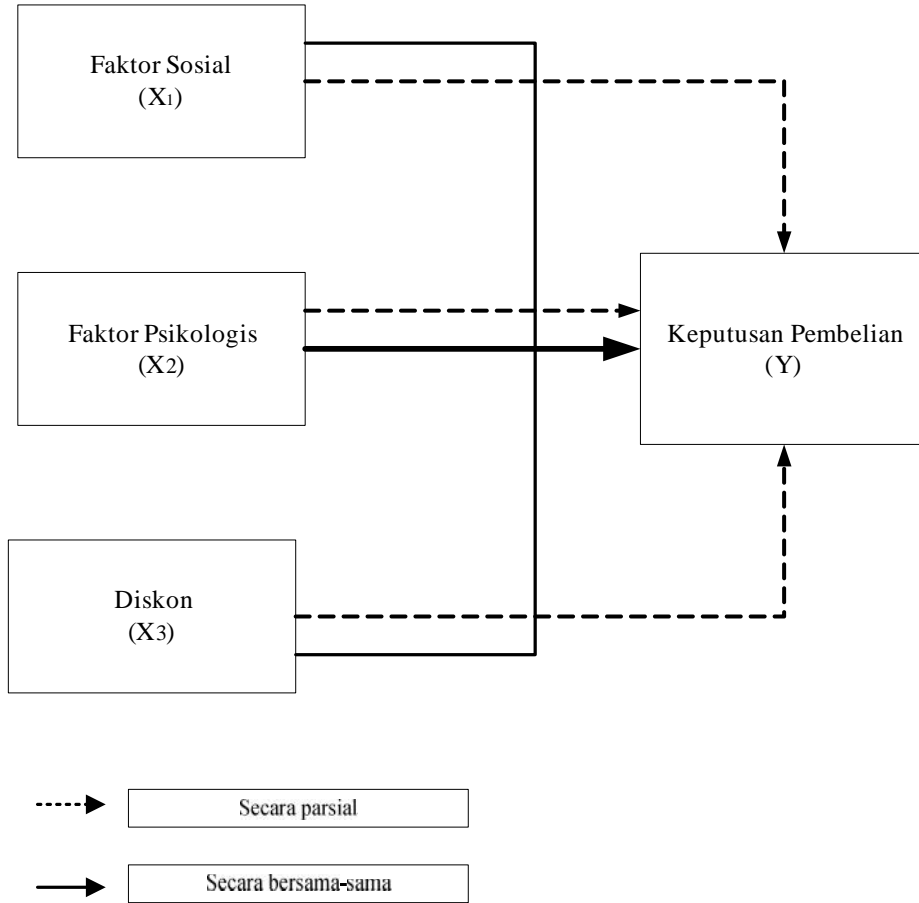 Faktor Sosial
(X1)
Faktor Psikologis
(X2)
Keputusan Pembelian
(Y)
Diskon
(X3)
Secara parsial
Secara bersama-sama